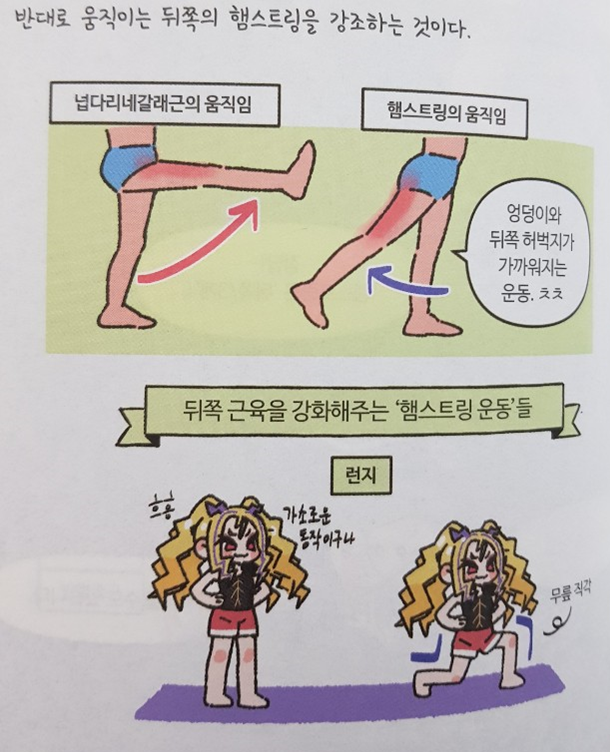 반대로 움직이는 뒤쪽의 햄스트링을 강조하는 것이다.
넙다리네갈래근의 움직임
햄스트링의 움직임
엉덩이와
뒤쪽 허벅지가
가까워지는
운동. ㅊㅊ
뒤쪽 근육을 강화해주는 '햄스트링 운동'들
런지
흐흥
가소로운
동작이구나
무릎 직각